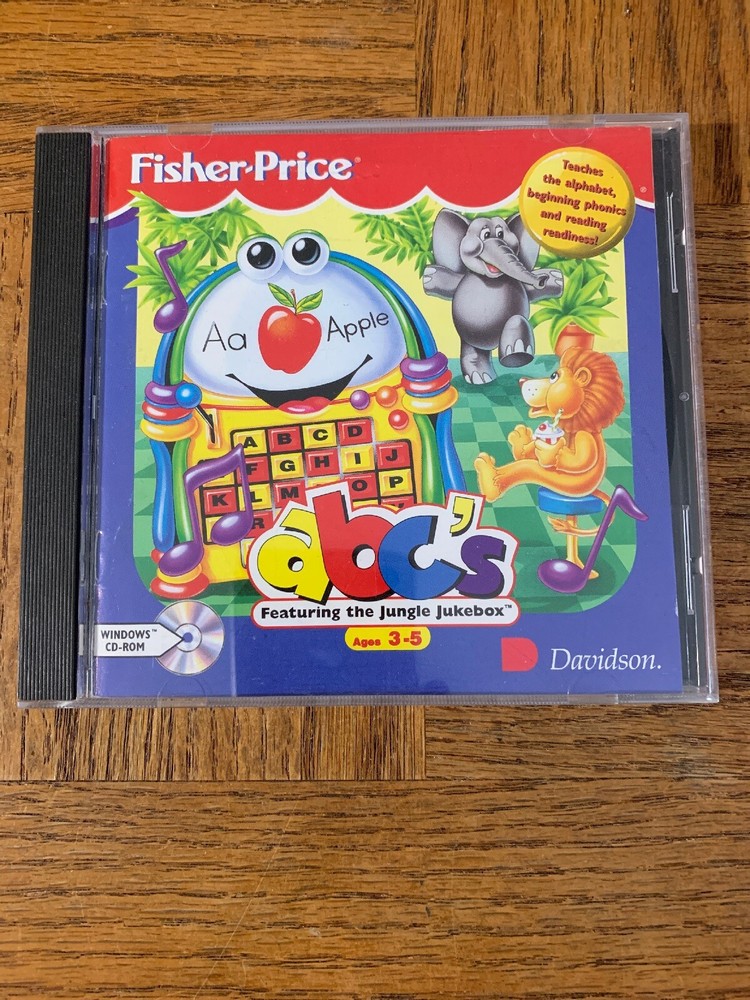 Fisher-Price®
Teaches
the alphabet,
beginning phonics
and reading
readiness!
®
Aa Apple
A B C D
F G H I J
K L M O P
R
abc's
Featuring the Jungle Jukebox™
Ages 3-5
WINDOWS™
CD-ROM
Davidson.